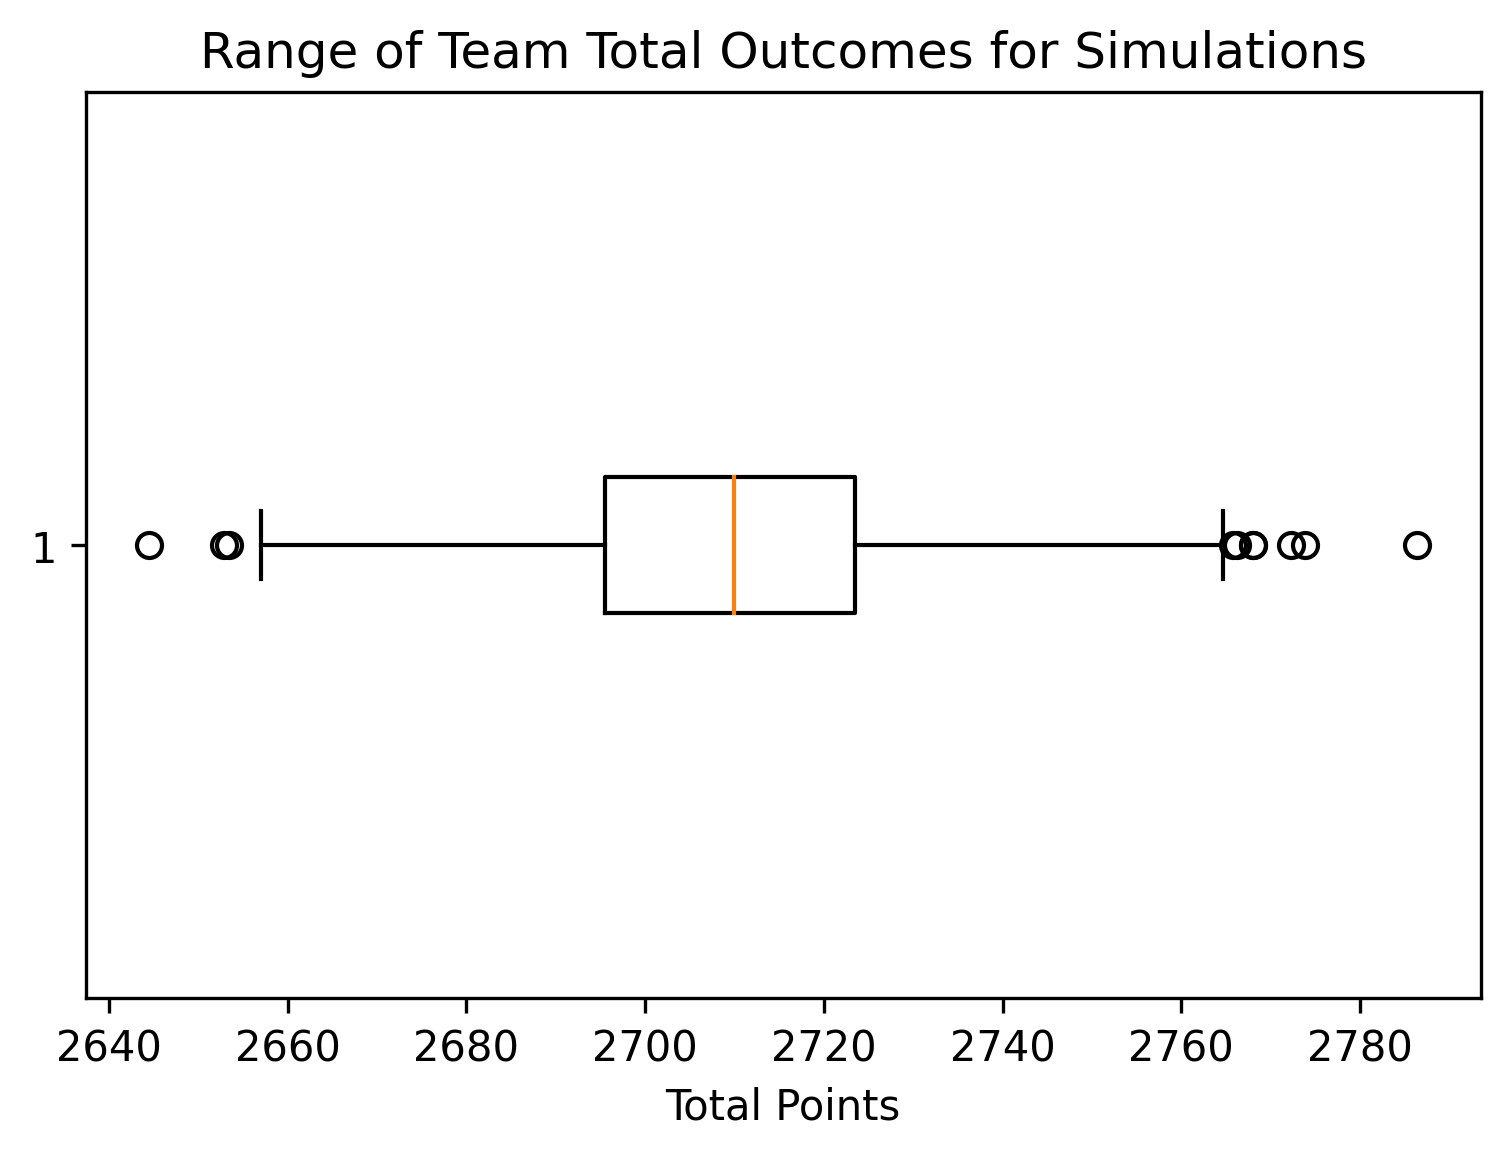 Range of Team Total Outcomes for Simulations
1
2640 2660 2680 2700 2720 2740 2760 2780
Total Points